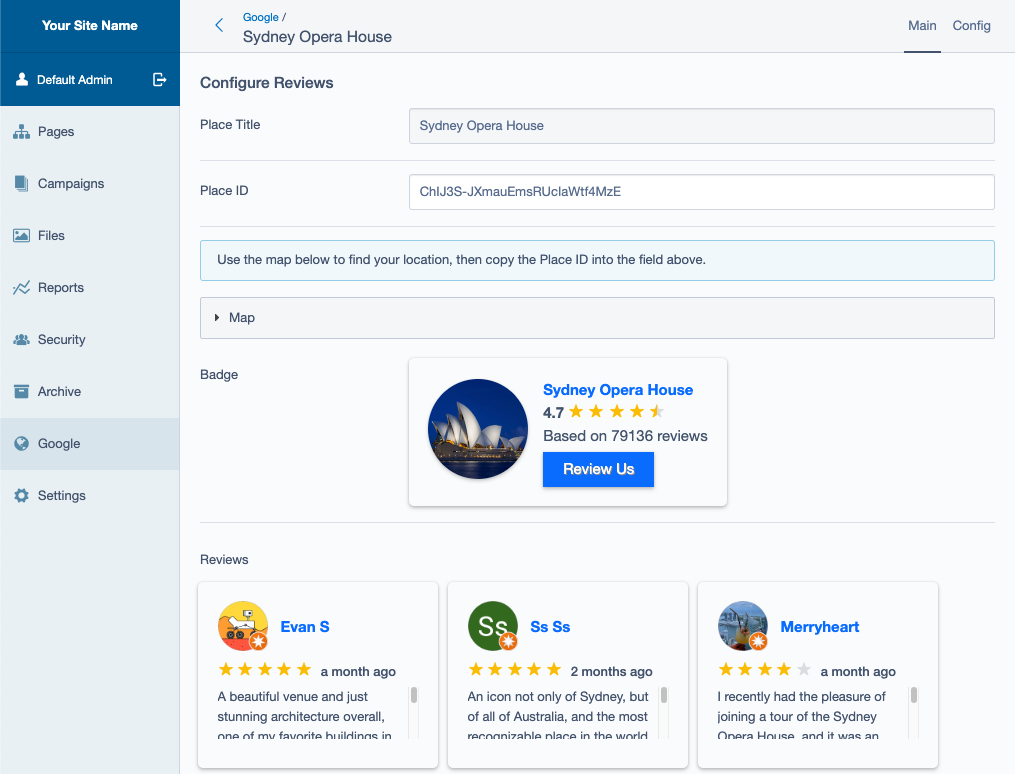 Your Site Name
Default Admin
Pages
Campaigns
Files
Reports
Security
Archive
Google
Settings
Google /
Sydney Opera House
Main
Config
Configure Reviews
Place Title
Sydney Opera House
Place ID
ChIJ3S-JXmauEmsRUcIaWtf4MzE
Use the map below to find your location, then copy the Place ID into the field above.
Map
Badge
Sydney Opera House
4.7
Based on 79136 reviews
Review Us
Reviews
Evan S
a month ago
A beautiful venue and just
stunning architecture overall,
one of my favorite buildings in
Ss
Ss Ss
2 months ago
An icon not only of Sydney, but
of all of Australia, and the most
recognizable place in the world
Merryheart
a month ago
I recently had the pleasure of
joining a tour of the Sydney
Opera House, and it was an